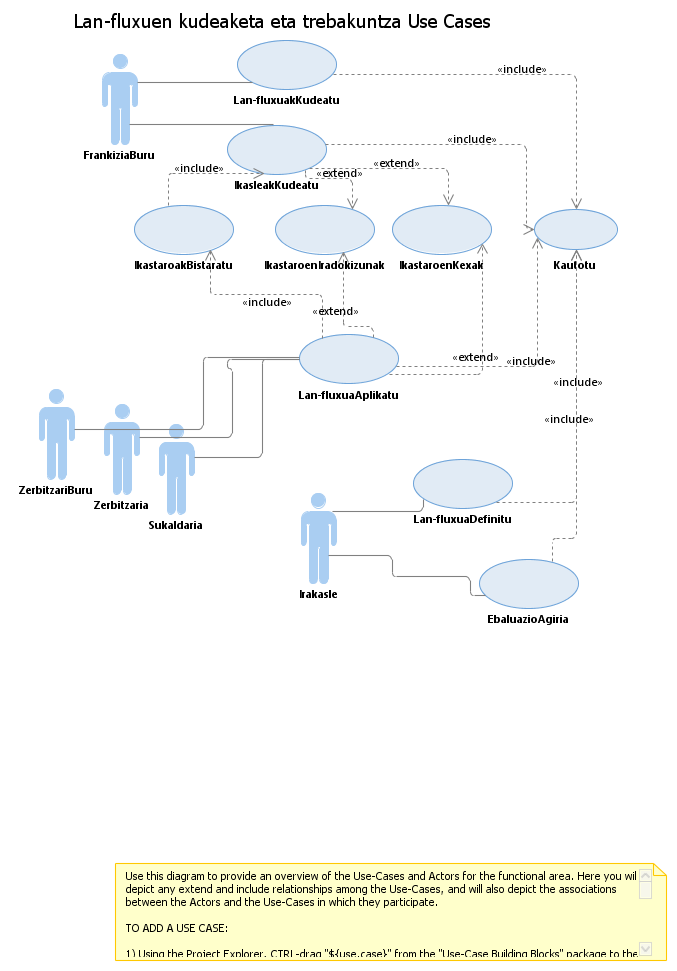 Lan-fluxuen kudeaketa eta trebakuntza Use Cases
«include»
Lan-fluxuakKudeatu
«include»
FrankiziaBuru
«extend»
«include»
«extend»
IkasleakKudeatu
IkastaroakBistaratu
IkastaroenIradokizunak
IkastaroenKexak
Kautotu
«include»
«extend»
«extend»
«include»
«include»
Lan-fluxuaAplikatu
«include»
ZerbitzariBuru
Zerbitzaria
Sukaldaria
Lan-fluxuaDefinitu
Irakasle
EbaluazioAgiria
Use this diagram to provide an overview of the Use-Cases and Actors for the functional area. Here you will
depict any extend and include relationships among the Use-Cases, and will also depict the associations
between the Actors and the Use-Cases in which they participate.
TO ADD A USE CASE:
1) Using the Project Explorer, CTRL-drag "${use.case}" from the "Use-Case Building Blocks" package to the